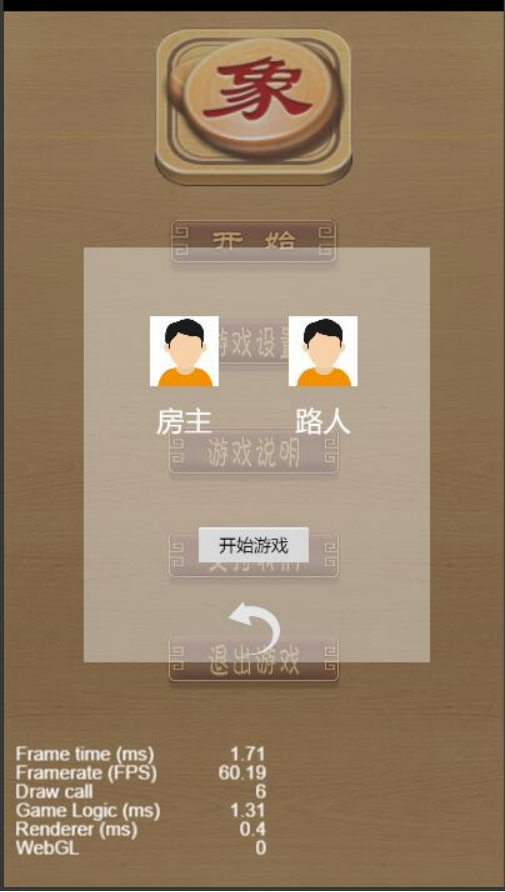 象
开 始
游戏设置
房主 路人
游戏说明
开始游戏
退出游戏
Frame time (ms) 1.71
Framerate (FPS) 60.19
Draw call 6
Game Logic (ms) 1.31
Renderer (ms) 0.4
WebGL 0